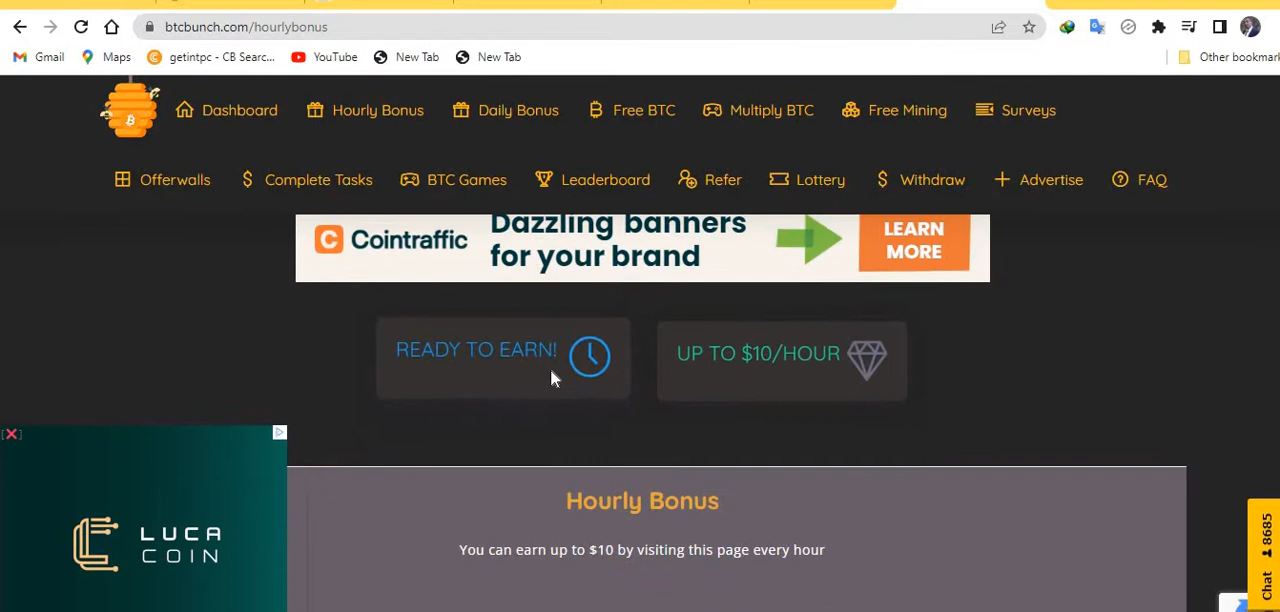 btcbunch.com/hourlybonus
Gmail Maps getintpc - CB Searc... YouTube New Tab New Tab Other bookmar
Dashboard Hourly Bonus Daily Bonus Free BTC Multiply BTC Free Mining Surveys
Offerwalls Complete Tasks BTC Games Leaderboard Refer Lottery Withdraw Advertise FAQ
Cointraffic
Dazzling banners
for your brand
LEARN
MORE
READY TO EARN!
UP TO $10/HOUR
LUCA
COIN
Hourly Bonus
You can earn up to $10 by visiting this page every hour
Chat 8685